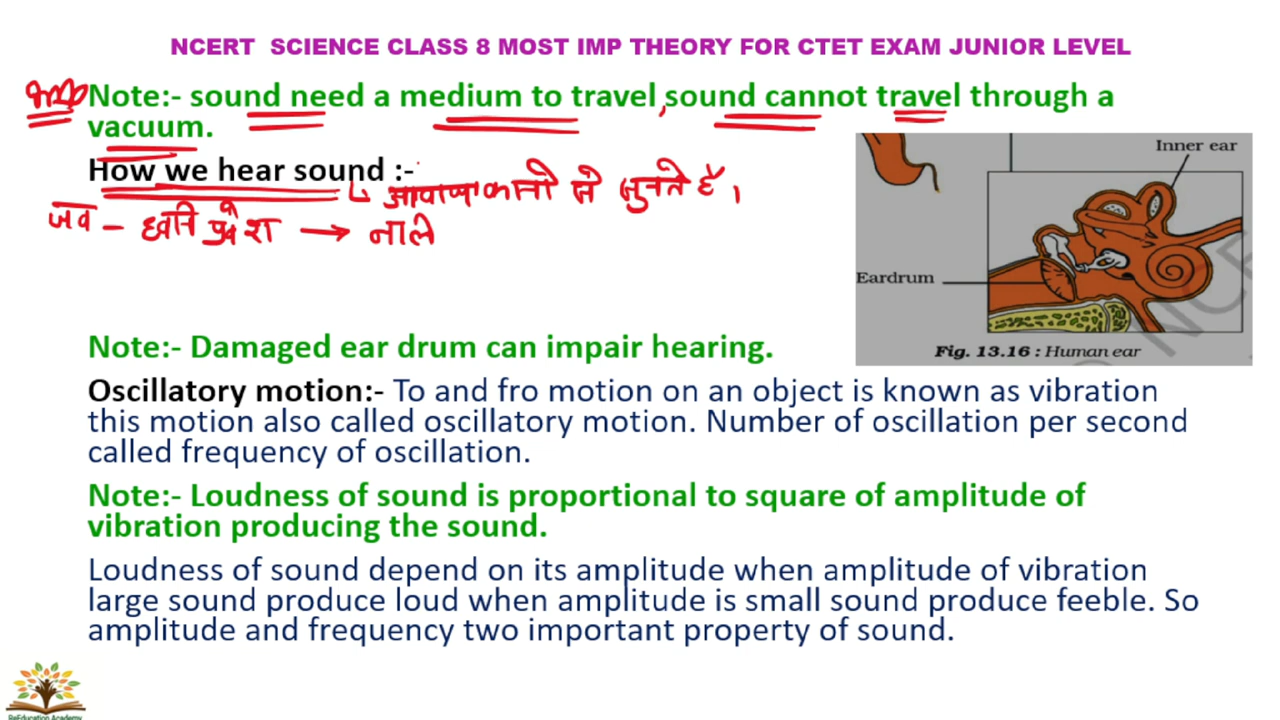 NCERT SCIENCE CLASS 8 MOST IMP THEORY FOR CTET EXAM JUNIOR LEVEL
Imp Note:- sound need a medium to travel ,sound cannot travel through a
vacuum.
How we hear sound :-
आवाज कानो से सुनते हैं ।
जब - ध्वनि प्रवेश → नाले
Inner ear
Eardrum
Fig. 13.16 : Human ear
Note:- Damaged ear drum can impair hearing.
Oscillatory motion:- To and fro motion on an object is known as vibration
this motion also called oscillatory motion. Number of oscillation per second
called frequency of oscillation.
Note:- Loudness of sound is proportional to square of amplitude of
vibration producing the sound.
Loudness of sound depend on its amplitude when amplitude of vibration
large sound produce loud when amplitude is small sound produce feeble. So
amplitude and frequency two important property of sound.